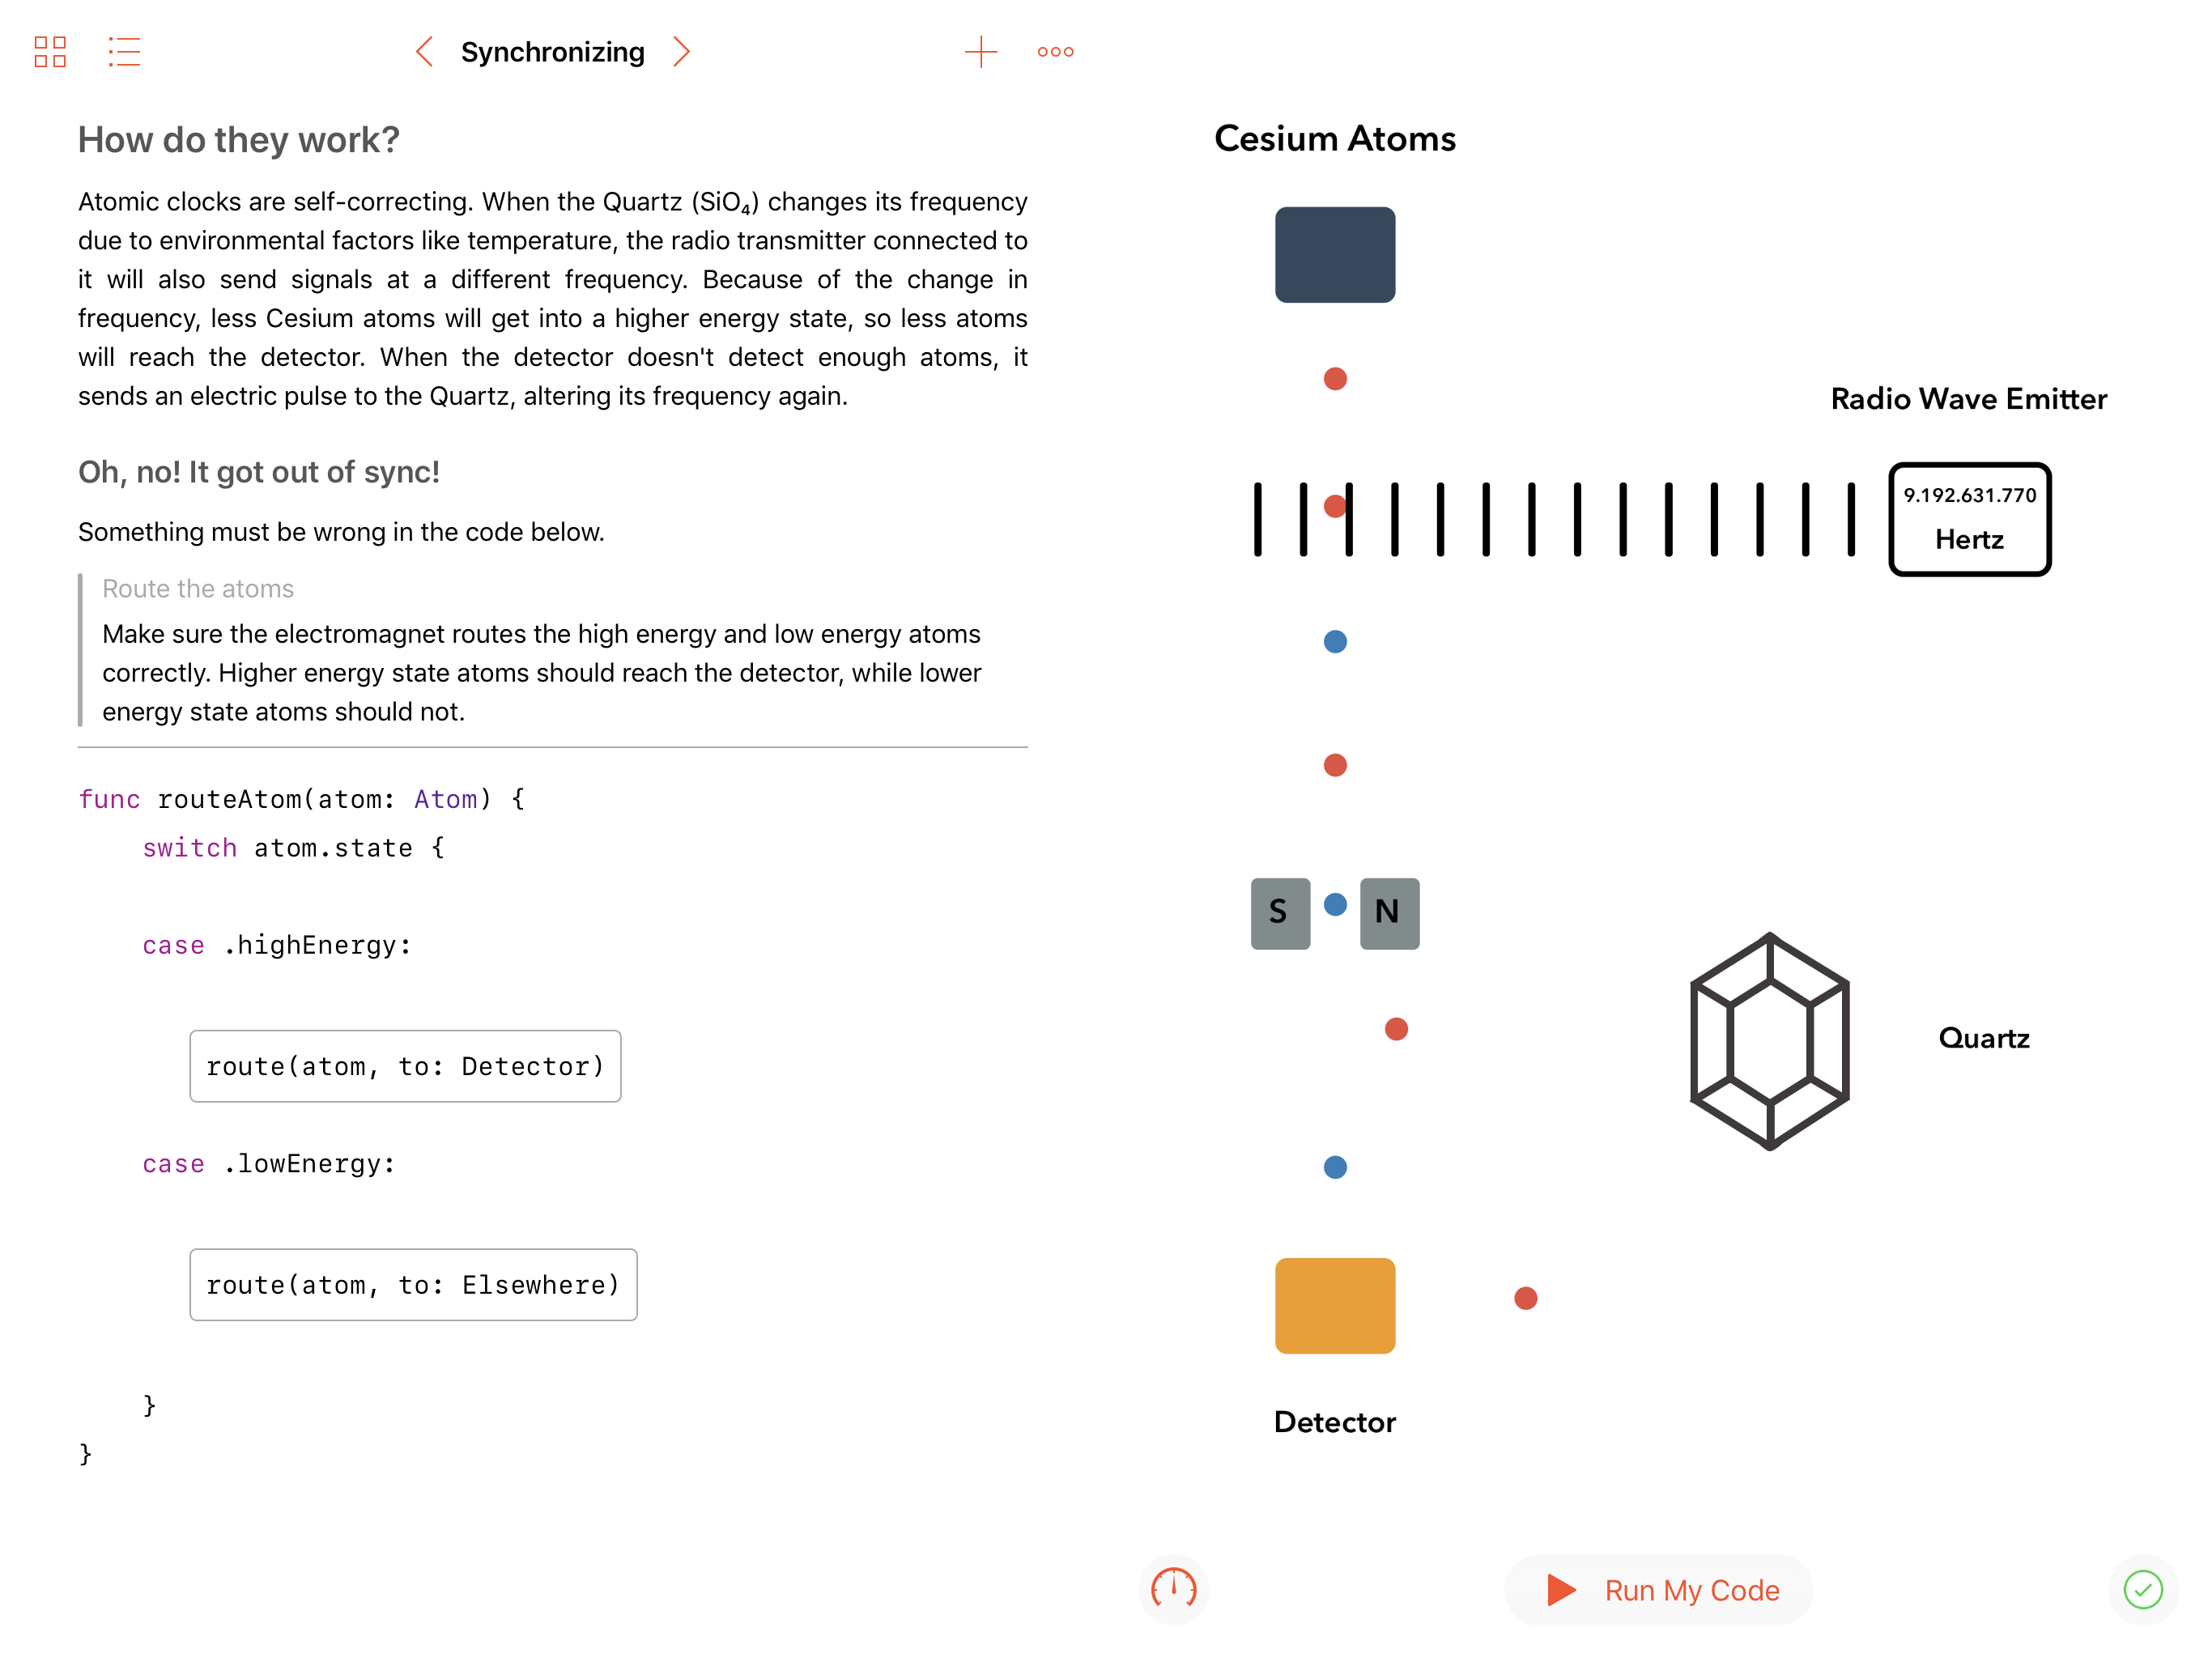 Synchronizing
How do they work?
Atomic clocks are self-correcting. When the Quartz (SiO₄) changes its frequency
due to environmental factors like temperature, the radio transmitter connected to
it will also send signals at a different frequency. Because of the change in
frequency, less Cesium atoms will get into a higher energy state, so less atoms
will reach the detector. When the detector doesn't detect enough atoms, it
sends an electric pulse to the Quartz, altering its frequency again.
Oh, no! It got out of sync!
Something must be wrong in the code below.
Route the atoms
Make sure the electromagnet routes the high energy and low energy atoms
correctly. Higher energy state atoms should reach the detector, while lower
energy state atoms should not.
func routeAtom(atom: Atom) {
switch atom.state {
case .highEnergy:
route(atom, to: Detector)
case .lowEnergy:
route(atom, to: Elsewhere)
}
}
Cesium Atoms
Radio Wave Emitter
9.192.631.770
Hertz
S
N
Quartz
Detector
Run My Code